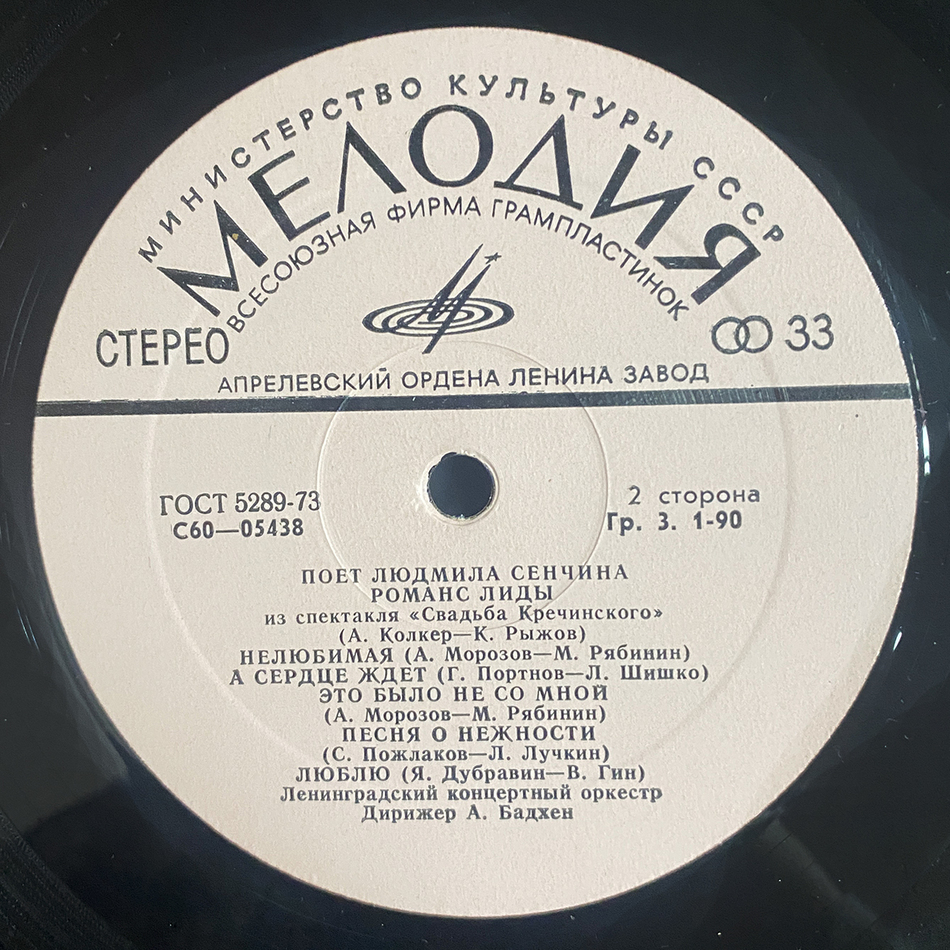 МИНИСТЕРСТВО КУЛЬТУРЫ СССР
МЕЛОДИЯ
ВСЕСОЮЗНАЯ ФИРМА ГРАМПЛАСТИНОК
СТЕРЕО
33
АПРЕЛЕВСКИЙ ОРДЕНА ЛЕНИНА ЗАВОД
ГОСТ 5289-73
С60—05438
2 сторона
Гр. 3. 1-90
ПОЕТ ЛЮДМИЛА СЕНЧИНА
РОМАНС ЛИДЫ
из спектакля «Свадьба Кречинского»
(А. Колкер—К. Рыжов)
НЕЛЮБИМАЯ (А. Морозов—М. Рябинин)
А СЕРДЦЕ ЖДЕТ (Г. Портнов—Л. Шишко)
ЭТО БЫЛО НЕ СО МНОЙ
(А. Морозов—М. Рябинин)
ПЕСНЯ О НЕЖНОСТИ
(С. Пожлаков—Л. Лучкин)
ЛЮБЛЮ (Я. Дубравин—В. Гин)
Ленинградский концертный оркестр
Дирижер А. Бадхен